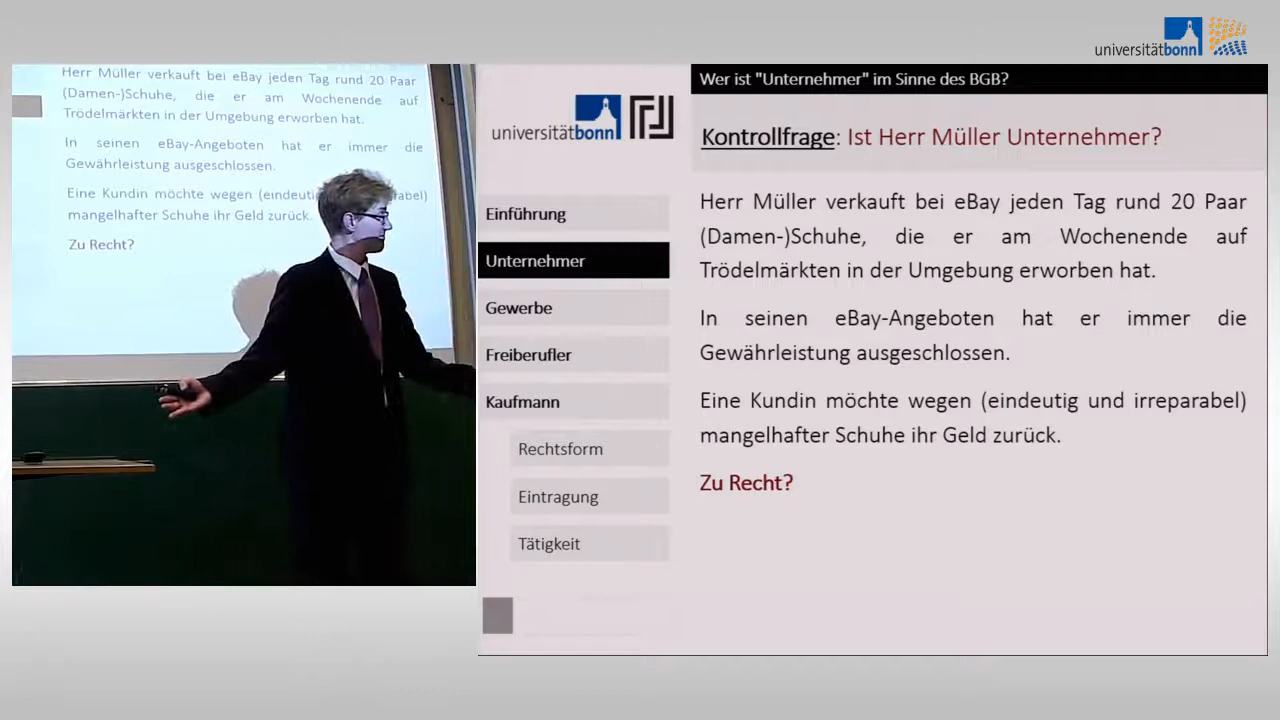 universitätbonn
Herr Müller verkauft bei eBay jeden Tag rund 20 Paar
(Damen-)Schuhe, die er am Wochenende auf
Trödelmärkten in der Umgebung erworben hat.
In seinen eBay-Angeboten hat er immer die
Gewährleistung ausgeschlossen.
Eine Kundin möchte wegen (eindeutig
mangelhafter Schuhe ihr Geld zurück.
Zu Recht?
universitätbonn
Einführung
Unternehmer
Gewerbe
Freiberufler
Kaufmann
Rechtsform
Eintragung
Tätigkeit
Wer ist "Unternehmer" im Sinne des BGB?
Kontrollfrage: Ist Herr Müller Unternehmer?
Herr Müller verkauft bei eBay jeden Tag rund 20 Paar
(Damen-)Schuhe, die er am Wochenende auf
Trödelmärkten in der Umgebung erworben hat.
In seinen eBay-Angeboten hat er immer die
Gewährleistung ausgeschlossen.
Eine Kundin möchte wegen (eindeutig und irreparabel)
mangelhafter Schuhe ihr Geld zurück.
Zu Recht?